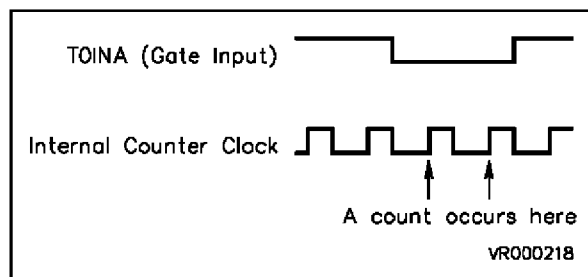 TOINA (Gate Input)
Internal Counter Clock
A count occurs here
VR000218